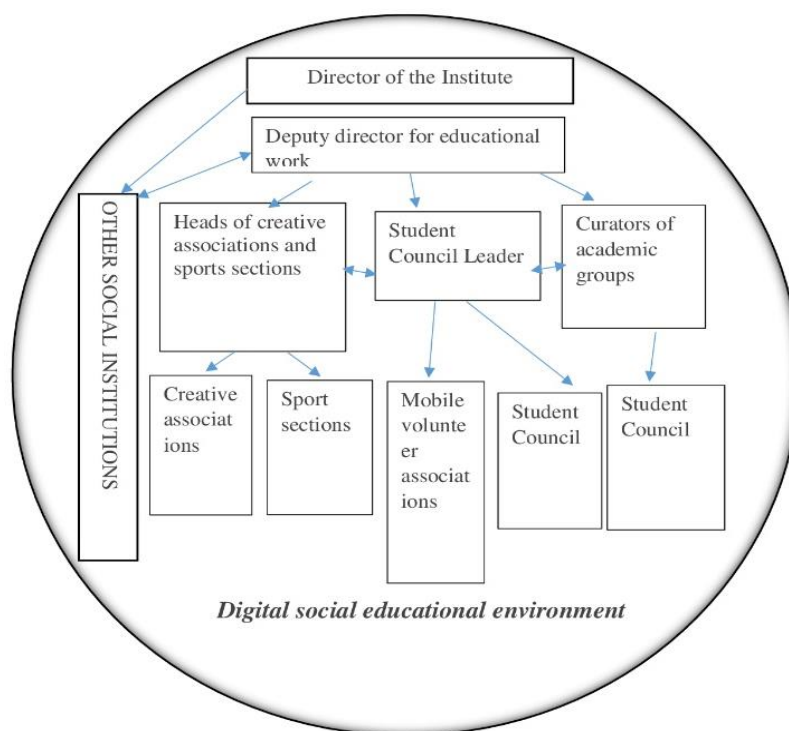 Director of the Institute
Deputy director for educational
work
OTHER SOCIAL INSTITUTIONS
Heads of creative
associations and
sports sections
Student
Council Leader
Curators of
academic
groups
Creative
associat
ions
Sport
sections
Mobile
volunte
er
associat
ions
Student
Council
Student
Council
Digital social educational environment